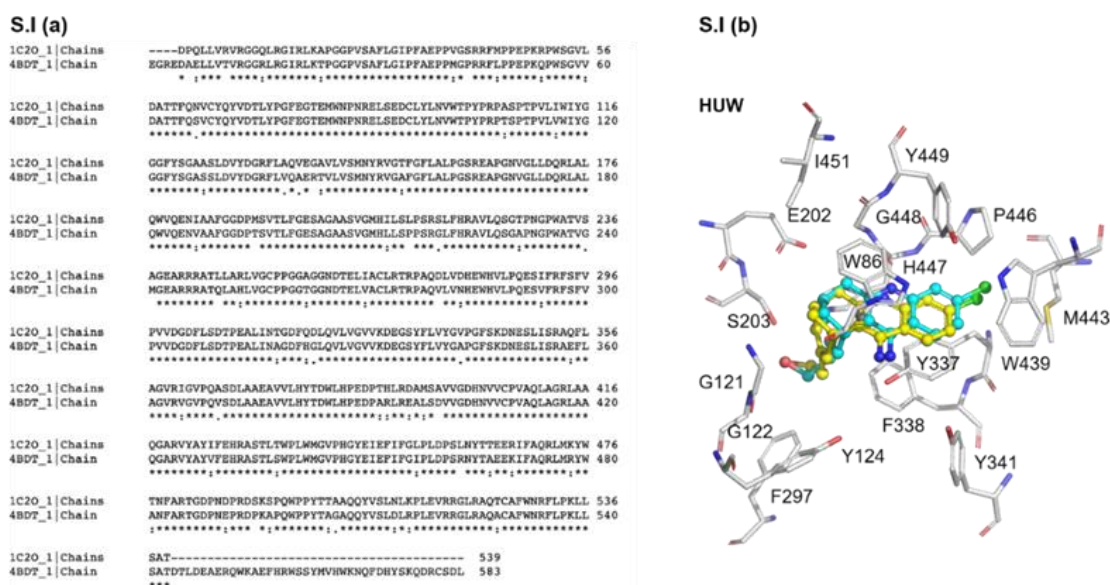 S.I (a)
1C2O_1|Chains ----DPQLLVRVRGGQLRGIRLKAPGGPVSAFLGIPFAEPPVGSRRFMPPEPKRPWSGVL 56
4BDT_1|Chain EGREDAELLVTVRGGRLRGIRLKTPGGPVSAFLGIPFAEPPMGPRRFLPPEPKQPWSGVV 60
1C2O_1|Chains DATTFQNVCYQYVDTLYPGFEGTEMWNPNRELSEDCLYLNVWTPYPRPASPTPVLIWIYG 116
4BDT_1|Chain DATTFQSVCYQYVDTLYPGFEGTEMWNPNRELSEDCLYLNVWTPYPRPTSPTPVLVWIYG 120
1C2O_1|Chains GGFYSGAASLDVYDGRFLAQVEGAVLVSMNYRVGTFGFLALPGSREAPGNVGLLDQRLAL 176
4BDT_1|Chain GGFYSGASSLDVYDGRFLVQAERTVLVSMNYRVGAFGFLALPGSREAPGNVGLLDQRLAL 180
1C2O_1|Chains QWVQENIAAFGGDPMSVTLFGESAGAASVGMHILSLPSRSLFHRAVLQSGTPNGPWATVS 236
4BDT_1|Chain QWVQENVAAFGGDPTSVTLFGESAGAASVGMHLLSPPSRGLFHRAVLQSGAPNGPWATVG 240
1C2O_1|Chains AGEARRRATLLARLVGCPPGGAGGNDTELIACLRTRPAQDLVDHEWHVLPQESIFRFSFV 296
4BDT_1|Chain MGEARRRATQLAHLVGCPPGGTGGNDTELVACLRTRPAQVLVNHEWHVLPQESVFRFSFV 300
1C2O_1|Chains PVVDGDFLSDTPEALINTGDFQDLQVLVGVVKDEGSYFLVYGVPGFSKDNESLISRAQFL 356
4BDT_1|Chain PVVDGDFLSDTPEALINAGDFHGLQVLVGVVKDEGSYFLVYGAPGFSKDNESLISRAEFL 360
1C2O_1|Chains AGVRIGVPQASDLAAEAVVLHYTDWLHPEDPTHLRDAMSAVVGDHNVVCPVAQLAGRLAA 416
4BDT_1|Chain AGVRVGVPQVSDLAAEAVVLHYTDWLHPEDPARLREALSDVVGDHNVVCPVAQLAGRLAA 420
1C2O_1|Chains QGARVYAYIFEHRASTLTWPLWMGVPHGYEIEFIFGLPLDPSLNYTTEERIFAQRLMKYW 476
4BDT_1|Chain QGARVYAYVFEHRASTLSWPLWMGVPHGYEIEFIFGIPLDPSRNYTAEEKIFAQRLMRYW 480
1C2O_1|Chains TNFARTGDPNDPRDSKSPQWPPYTTAAQQYVSLNLKPLEVRRGLRAQTCAFWNRFLPKLL 536
4BDT_1|Chain ANFARTGDPNEPRDPKAPQWPPYTAGAQQYVSLDLRPLEVRRGLRAQACAFWNRFLPKLL 540
1C2O_1|Chains SAT-------------------------------------------- 539
4BDT_1|Chain SATDTLDEAERQWKAEFHRWSSYMVHWKNQFDHYSKQDRCSDL 583
S.I (b)
HUW
I451
Y449
E202
G448
P446
W86
H447
S203
M443
Y337
W439
G121
F338
G122
Y124
Y341
F297